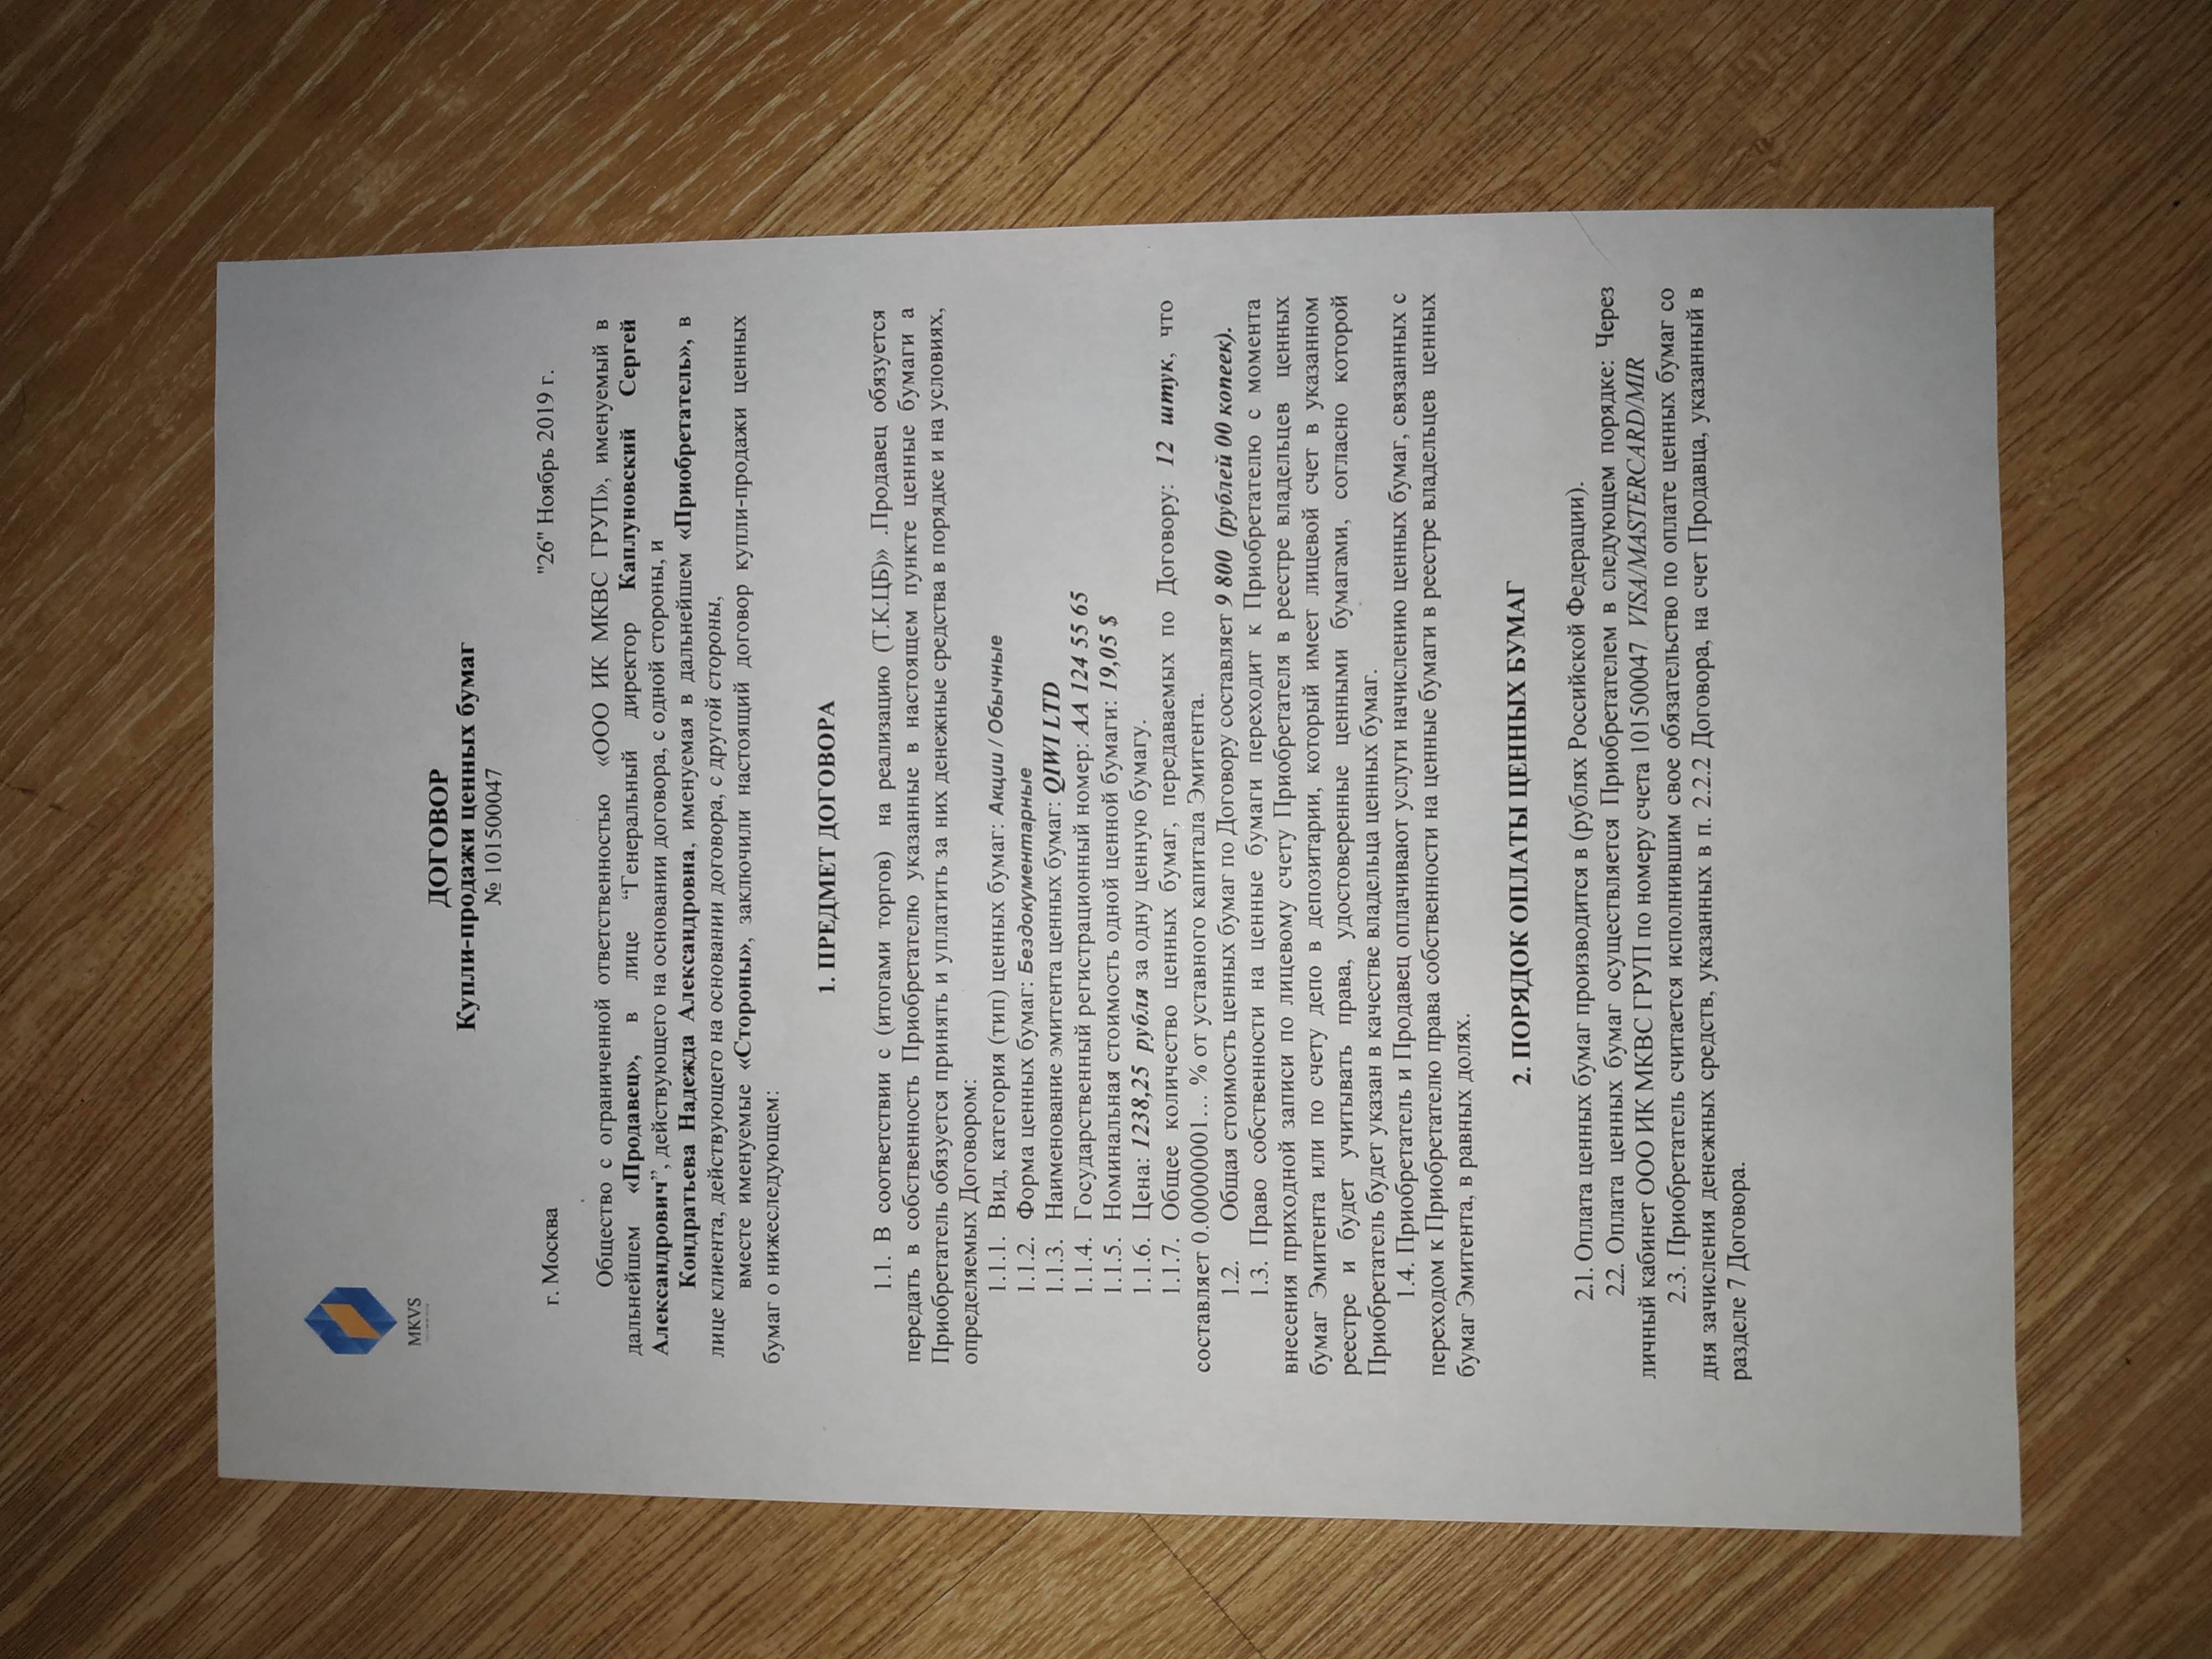 MKVS
ДОГОВОР
Купли-продажи ценных бумаг
№ 101500047
г. Москва "26" Ноябрь 2019 г.
Общество с ограниченной ответственностью «ООО ИК МКВС ГРУП», именуемый в
дальнейшем «Продавец», в лице “Генеральный директор Каплуновский Сергей
Александрович”, действующего на основании договора, с одной стороны, и
Кондратьева Надежда Александровна, именуемая в дальнейшем «Приобретатель», в
лице клиента, действующего на основании договора, с другой стороны,
вместе именуемые «Стороны», заключили настоящий договор купли-продажи ценных
бумаг о нижеследующем:
1. ПРЕДМЕТ ДОГОВОРА
1.1. В соответствии с (итогами торгов) на реализацию (Т.К.ЦБ)» .Продавец обязуется
передать в собственность Приобретателю указанные в настоящем пункте ценные бумаги а
Приобретатель обязуется принять и уплатить за них денежные средства в порядке и на условиях,
определяемых Договором:
1.1.1. Вид, категория (тип) ценных бумаг: Акции / Обычные
1.1.2. Форма ценных бумаг: Бездокументарные
1.1.3. Наименование эмитента ценных бумаг: QIWI LTD
1.1.4. Государственный регистрационный номер: АА 124 55 65
1.1.5. Номинальная стоимость одной ценной бумаги: 19,05 $
1.1.6. Цена: 1238,25 рубля за одну ценную бумагу.
1.1.7. Общее количество ценных бумаг, передаваемых по Договору: 12 штук, что
составляет 0.00000001… % от уставного капитала Эмитента.
1.2. Общая стоимость ценных бумаг по Договору составляет 9 800 (рублей 00 копеек).
1.3. Право собственности на ценные бумаги переходит к Приобретателю с момента
внесения приходной записи по лицевому счету Приобретателя в реестре владельцев ценных
бумаг Эмитента или по счету депо в депозитарии, который имеет лицевой счет в указанном
реестре и будет учитывать права, удостоверенные ценными бумагами, согласно которой
Приобретатель будет указан в качестве владельца ценных бумаг.
1.4. Приобретатель и Продавец оплачивают услуги начислению ценных бумаг, связанных с
переходом к Приобретателю права собственности на ценные бумаги в реестре владельцев ценных
бумаг Эмитента, в равных долях.
2. ПОРЯДОК ОПЛАТЫ ЦЕННЫХ БУМАГ
2.1. Оплата ценных бумаг производится в (рублях Российской Федерации).
2.2. Оплата ценных бумаг осуществляется Приобретателем в следующем порядке: Через
личный кабинет ООО ИК МКВС ГРУП по номеру счета 101500047 VISA/MASTERCARD/MIR
2.3. Приобретатель считается исполнившим свое обязательство по оплате ценных бумаг со
дня зачисления денежных средств, указанных в п. 2.2.2 Договора, на счет Продавца, указанный в
разделе 7 Договора.